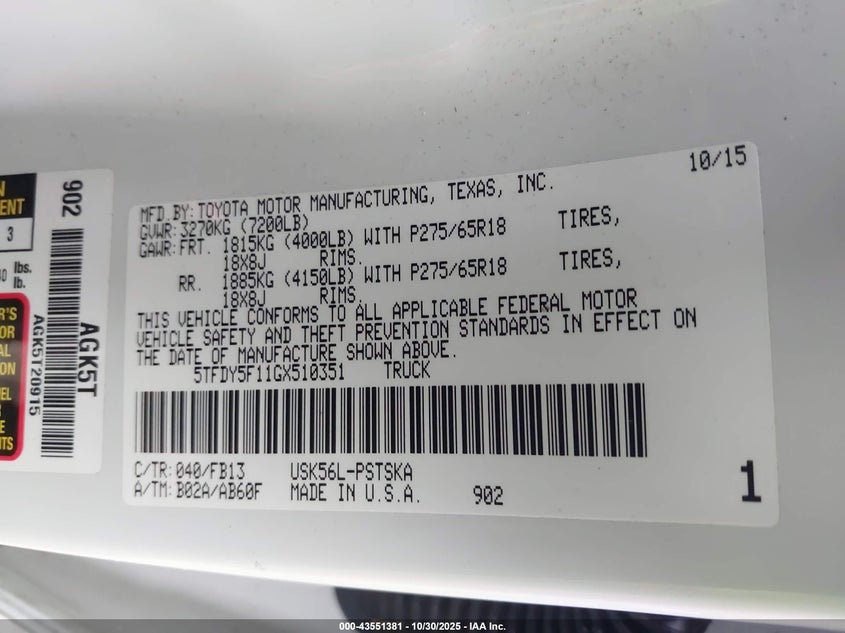 10/15
MFD.BY:TOYOTA MOTOR MANUFACTURING, TEXAS, INC.
GVWR:3270KG (7200LB)
GAWR:FRT. 1815KG (4000LB) WITH P275/65R18 TIRES,
18X8J RIMS.
RR. 1885KG (4150LB) WITH P275/65R18 TIRES,
18X8J RIMS.
THIS VEHICLE CONFORMS TO ALL APPLICABLE FEDERAL MOTOR
VEHICLE SAFETY AND THEFT PREVENTION STANDARDS IN EFFECT ON
THE DATE OF MANUFACTURE SHOWN ABOVE.
5TFDY5F11GX510351 TRUCK
C/TR:040/FB13 USK56L-PSTSKA
A/TM:B02A/AB60F MADE IN U.S.A. 902
1
902
AGK5T
AGK5T20915
3
lbs.
lb.
000-43551381 - 10/30/2025 - IAA Inc.